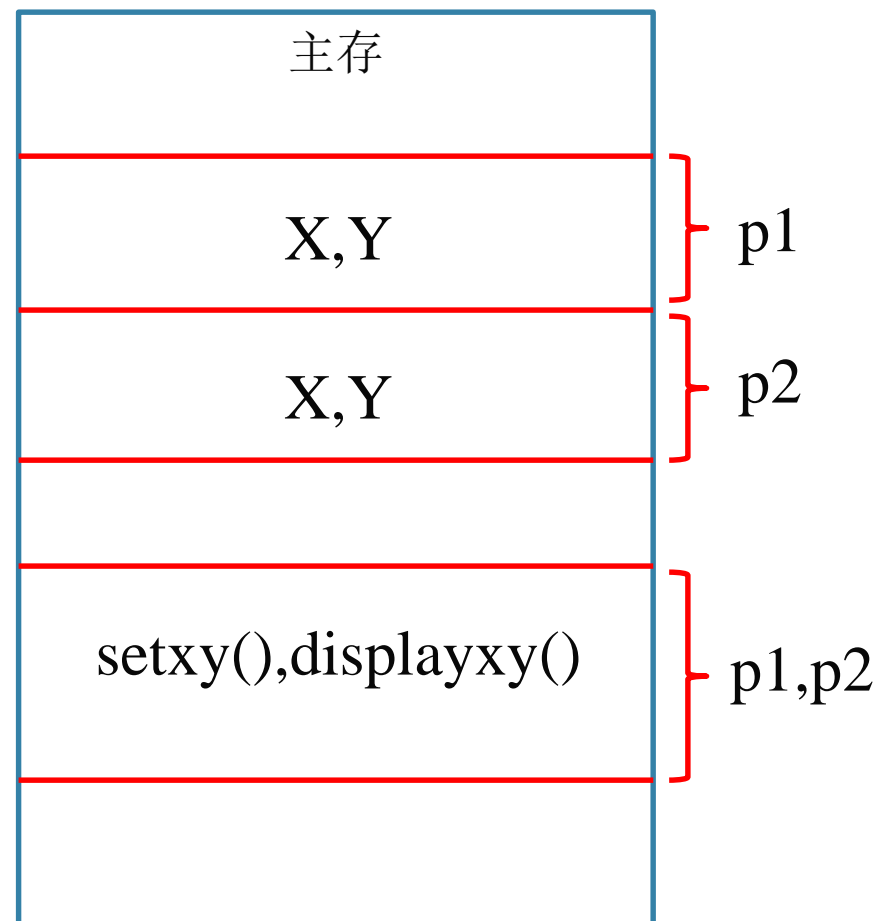 主存
X,Y
p1
X,Y
p2
setxy(),displayxy()
p1,p2